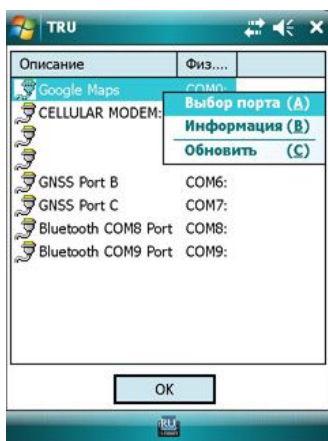 TRU
Описание Физ....
Google Maps COM0:
Выбор порта (A)
CELLULAR MODEM:
Информация (B)
Обновить (C)
GNSS Port B COM6:
GNSS Port C COM7:
Bluetooth COM8 Port COM8:
Bluetooth COM9 Port COM9:
OK
RU